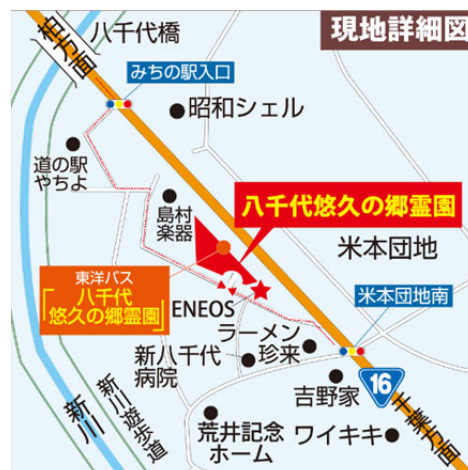 現地詳細図
柏方面
八千代橋
みちの駅入口
昭和シェル
道の駅
やちよ
島村
楽器
八千代悠久の郷霊園
米本団地
東洋バス
「八千代
悠久の郷霊園」
ENEOS
米本団地南
ラーメン
珍来
新八千代
病院
吉野家
16
千葉方面
新川
新川遊歩道
荒井記念
ホーム
ワイキキ